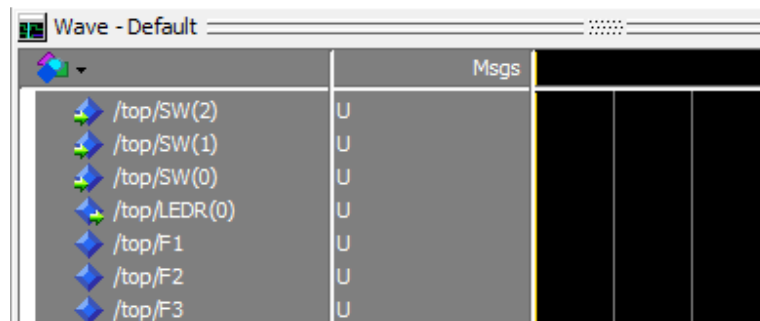 Wave - Default
Msgs
/top/SW(2) U
/top/SW(1) U
/top/SW(0) U
/top/LEDR(0) U
/top/F1 U
/top/F2 U
/top/F3 U